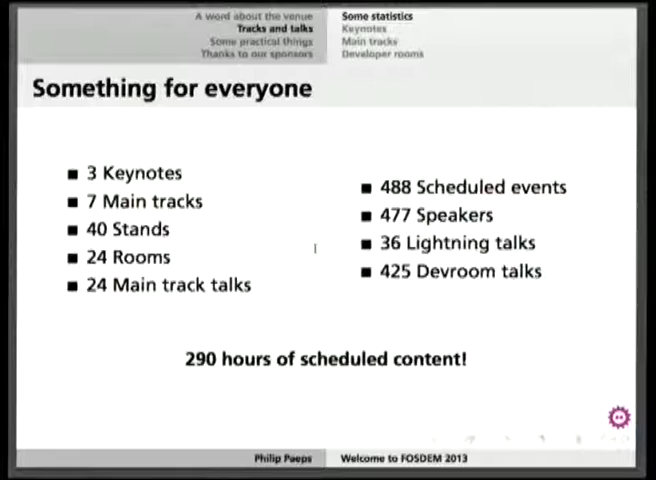 A word about the venue
Tracks and talks
Some practical things
Thanks to our sponsors
Some statistics
Keynotes
Main tracks
Developer rooms
Something for everyone
3 Keynotes
7 Main tracks
40 Stands
24 Rooms
24 Main track talks
488 Scheduled events
477 Speakers
36 Lightning talks
425 Devroom talks
290 hours of scheduled content!
Philip Paeps
Welcome to FOSDEM 2013